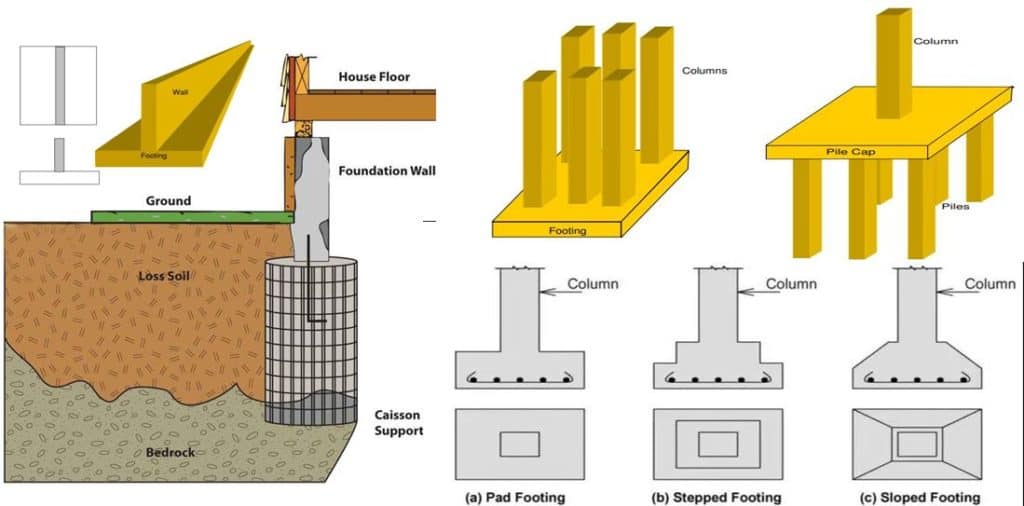 Wall
Footing
House Floor
Foundation Wall
Ground
Loss Soil
Bedrock
Caisson
Support
Columns
Footing
Column
Pile Cap
Piles
Column
Column
Column
(a) Pad Footing
(b) Stepped Footing
(c) Sloped Footing